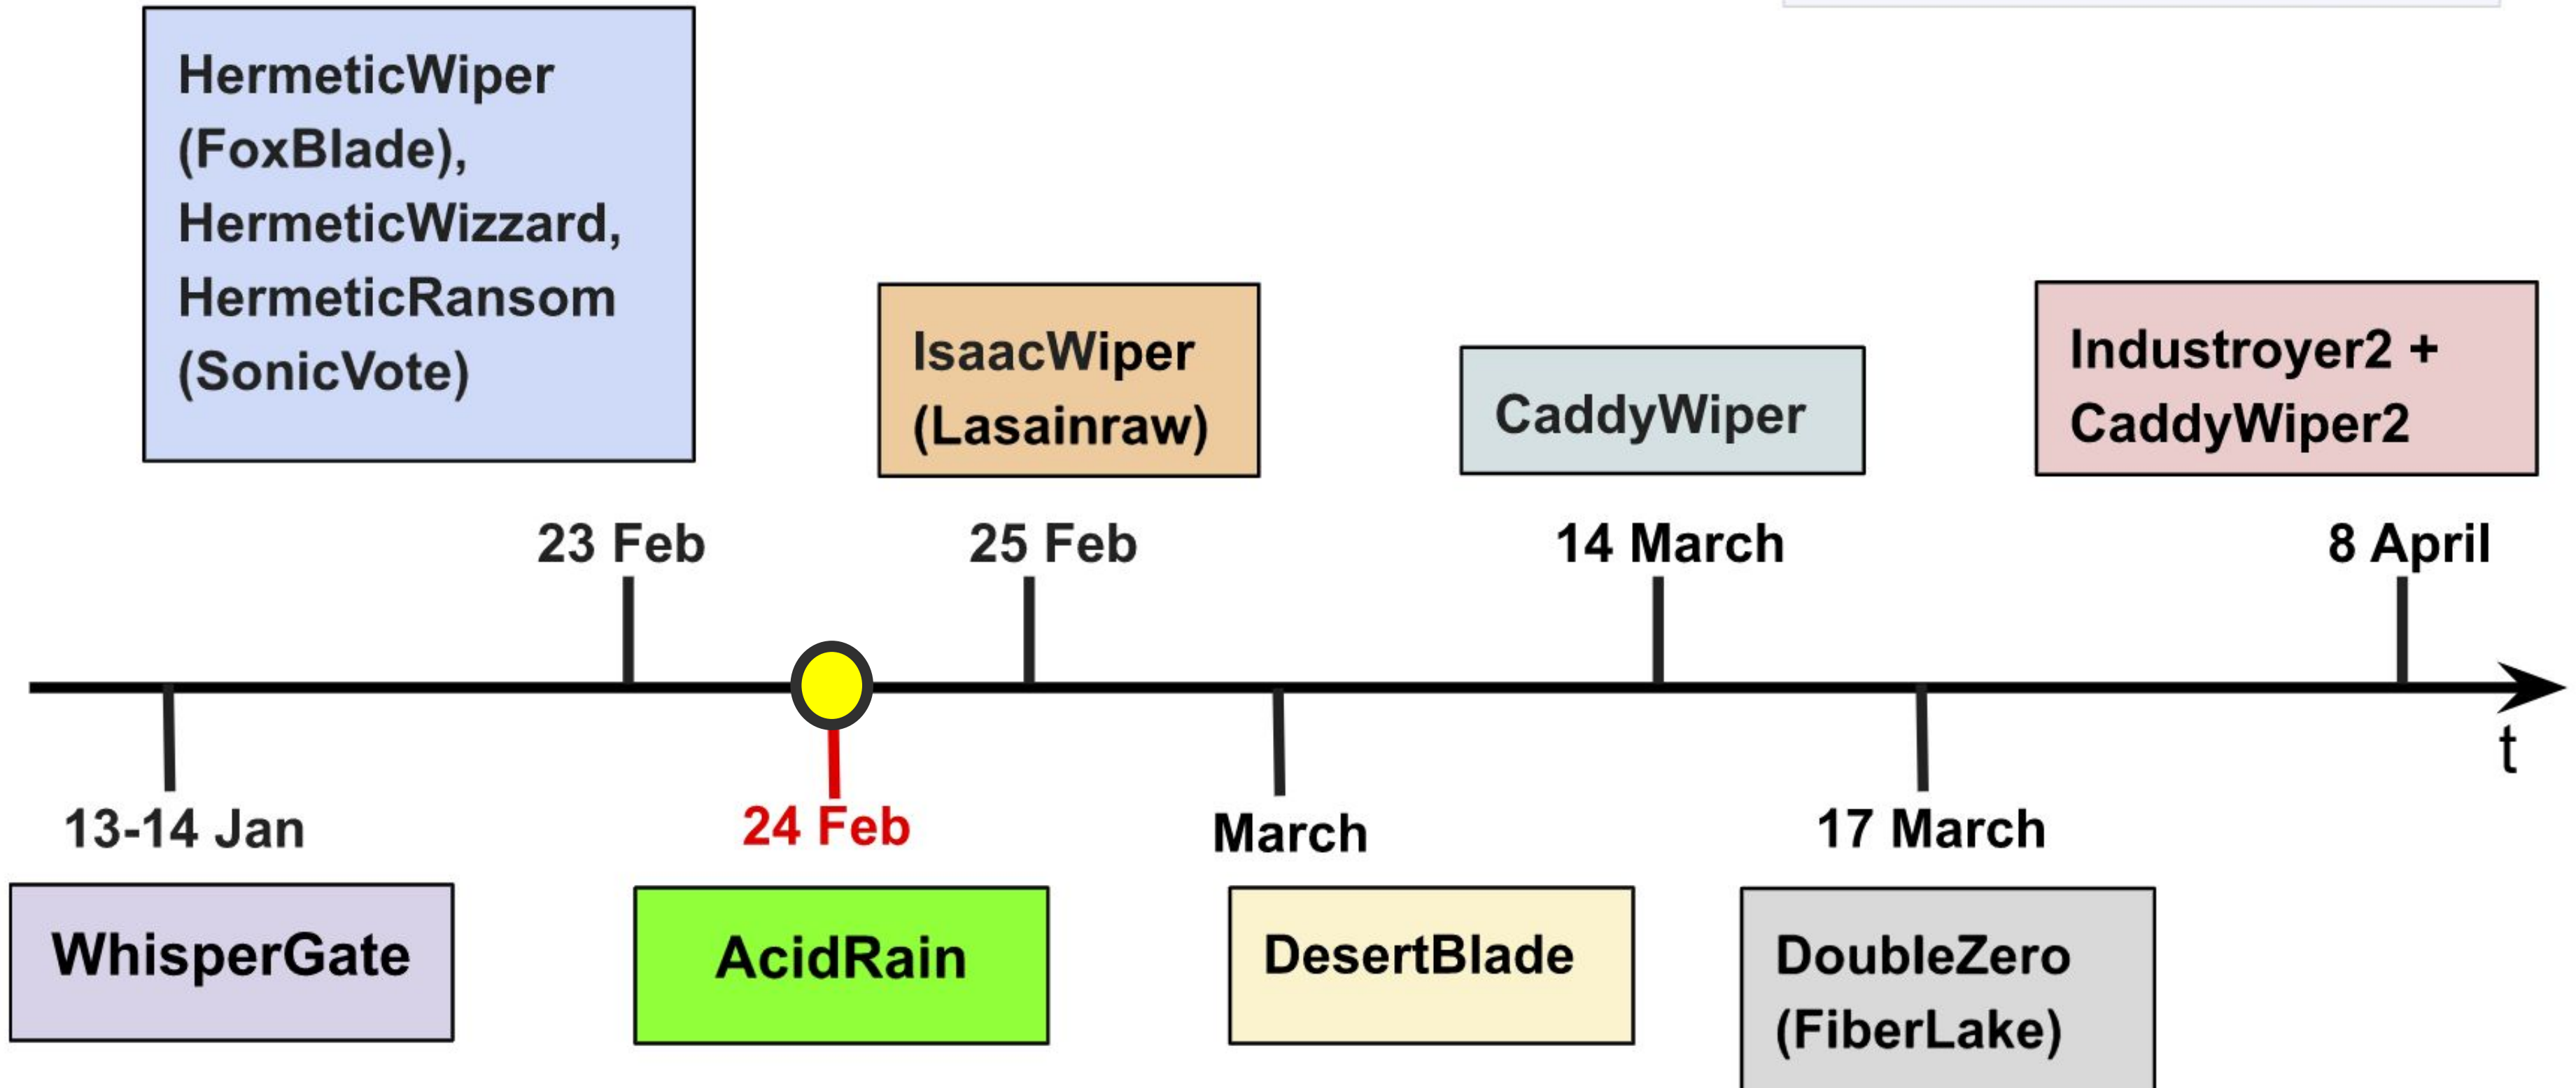 HermeticWiper
(FoxBlade),
HermeticWizzard,
HermeticRansom
(SonicVote)
IsaacWiper
(Lasainraw)
CaddyWiper
Industroyer2 +
CaddyWiper2
23 Feb
25 Feb
14 March
8 April
t
13-14 Jan
24 Feb
March
17 March
WhisperGate
AcidRain
DesertBlade
DoubleZero
(FiberLake)